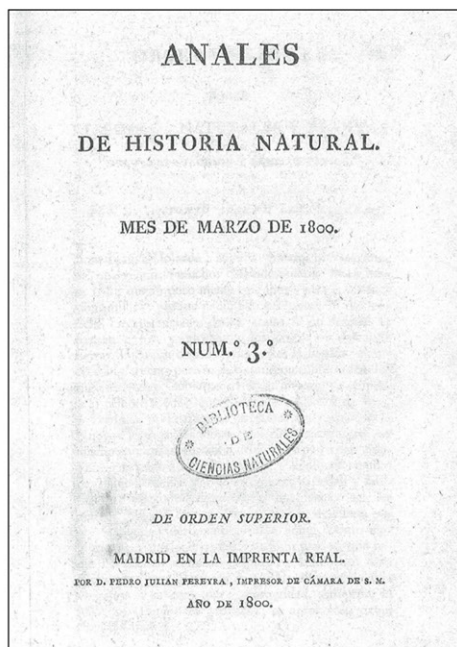 ANALES
DE HISTORIA NATURAL.
MES DE MARZO DE 1800.
NUM.º 3.º
BIBLIOTECA
DE
CIENCIAS NATURALES
DE ORDEN SUPERIOR.
MADRID EN LA IMPRENTA REAL.
POR D. PEDRO JULIAN PEREYRA, IMPRESOR DE CÁMARA DE S. M.
AÑO DE 1800.